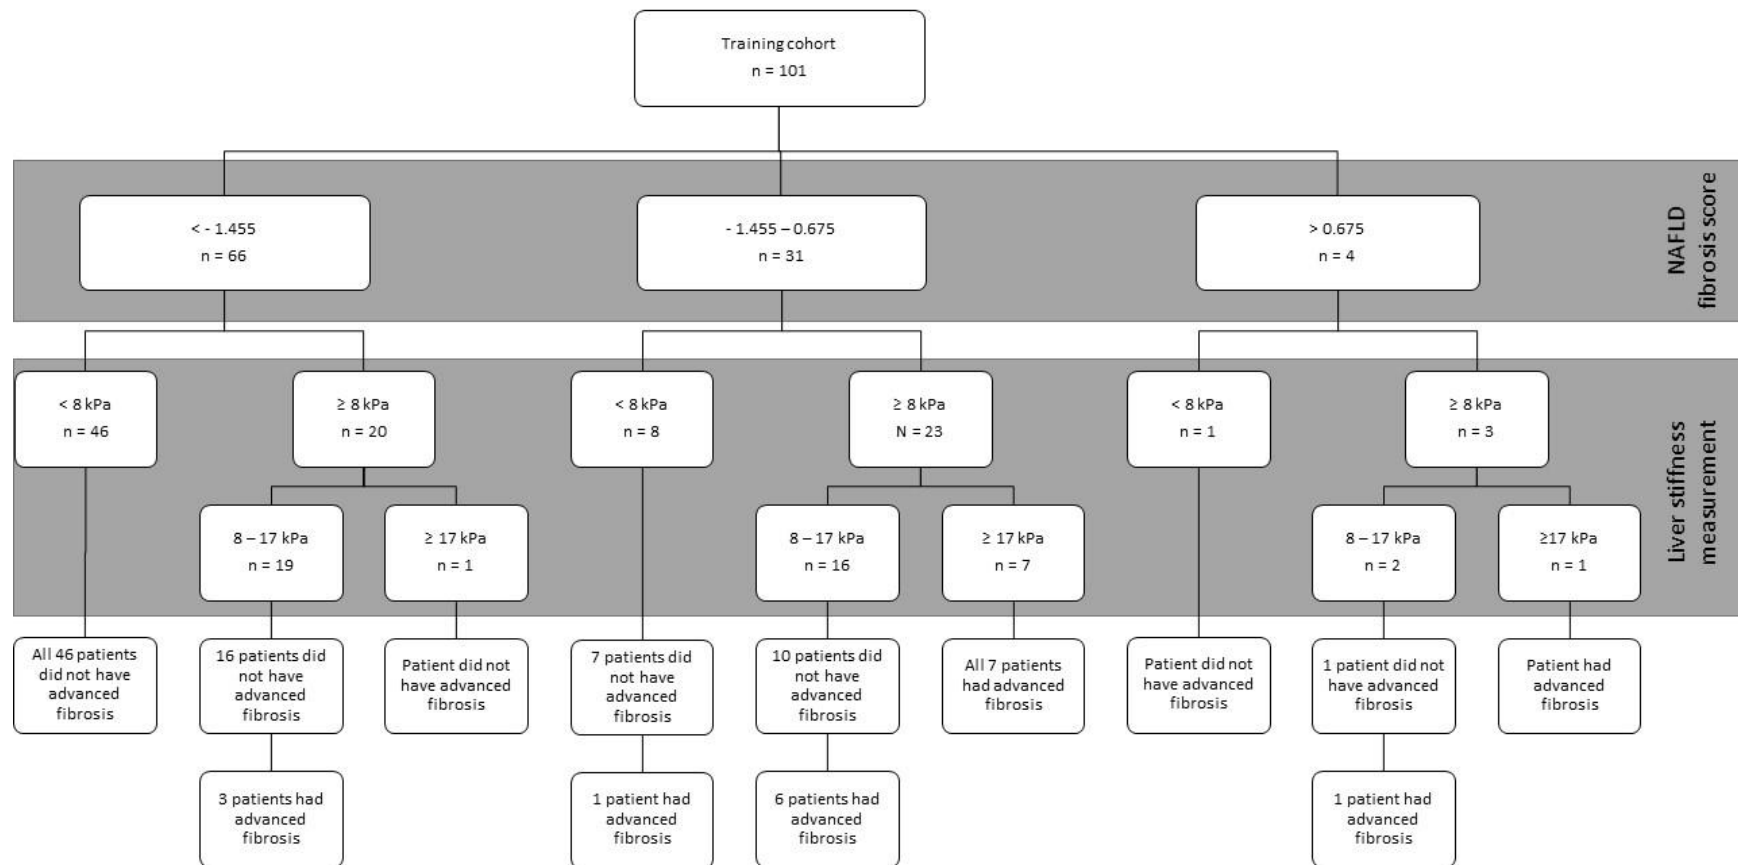 Training cohort
n = 101
NAFLD
fibrosis score
< - 1.455
n = 66
- 1.455 – 0.675
n = 31
> 0.675
n = 4
Liver stiffness
measurement
< 8 kPa
n = 46
≥ 8 kPa
n = 20
< 8 kPa
n = 8
≥ 8 kPa
N = 23
< 8 kPa
n = 1
≥ 8 kPa
n = 3
8 – 17 kPa
n = 19
≥ 17 kPa
n = 1
8 – 17 kPa
n = 16
≥ 17 kPa
n = 7
8 – 17 kPa
n = 2
≥17 kPa
n = 1
All 46 patients
did not have
advanced
fibrosis
16 patients did
not have
advanced
fibrosis
Patient did not
have advanced
fibrosis
7 patients did
not have
advanced
fibrosis
10 patients did
not have
advanced
fibrosis
All 7 patients
had advanced
fibrosis
Patient did not
have advanced
fibrosis
1 patient did not
have advanced
fibrosis
Patient had
advanced
fibrosis
3 patients had
advanced
fibrosis
1 patient had
advanced
fibrosis
6 patients had
advanced
fibrosis
1 patient had
advanced
fibrosis